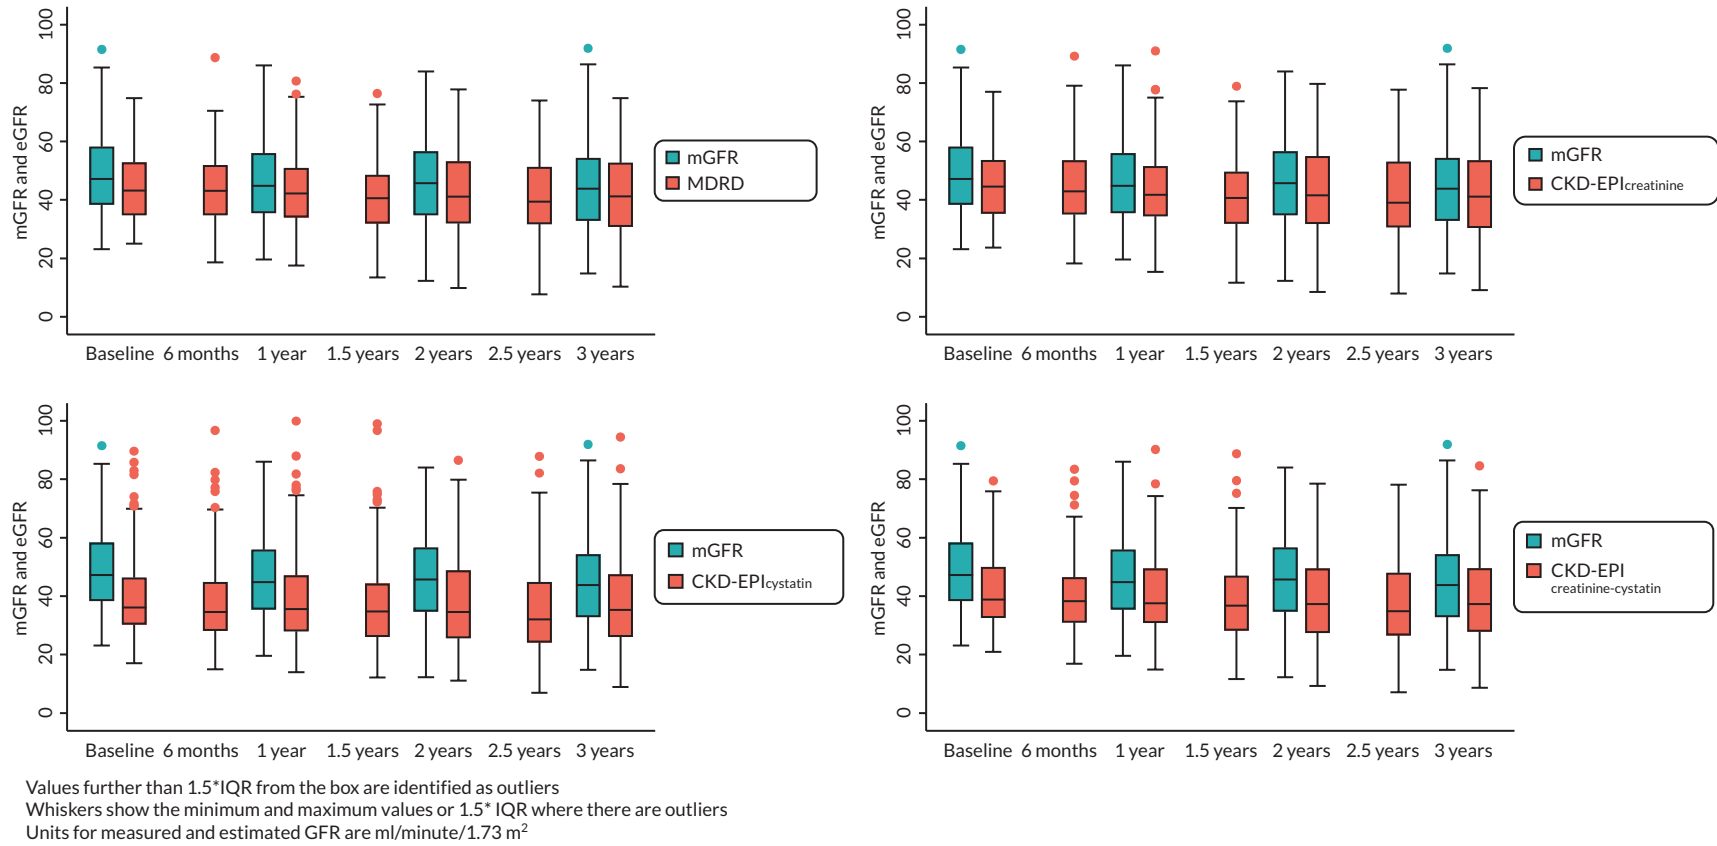 mGFR and eGFR
100
80
60
40
20
0
Baseline 6 months 1 year 1.5 years 2 years 2.5 years 3 years
mGFR
MDRD
mGFR and eGFR
100
80
60
40
20
0
Baseline 6 months 1 year 1.5 years 2 years 2.5 years 3 years
mGFR
CKD-EPIcreatinine
mGFR and eGFR
100
80
60
40
20
0
Baseline 6 months 1 year 1.5 years 2 years 2.5 years 3 years
mGFR
CKD-EPIcystatin
mGFR and eGFR
100
80
60
40
20
0
Baseline 6 months 1 year 1.5 years 2 years 2.5 years 3 years
mGFR
CKD-EPI
creatinine-cystatin
Values further than 1.5*IQR from the box are identified as outliers
Whiskers show the minimum and maximum values or 1.5* IQR where there are outliers
Units for measured and estimated GFR are ml/minute/1.73 m²